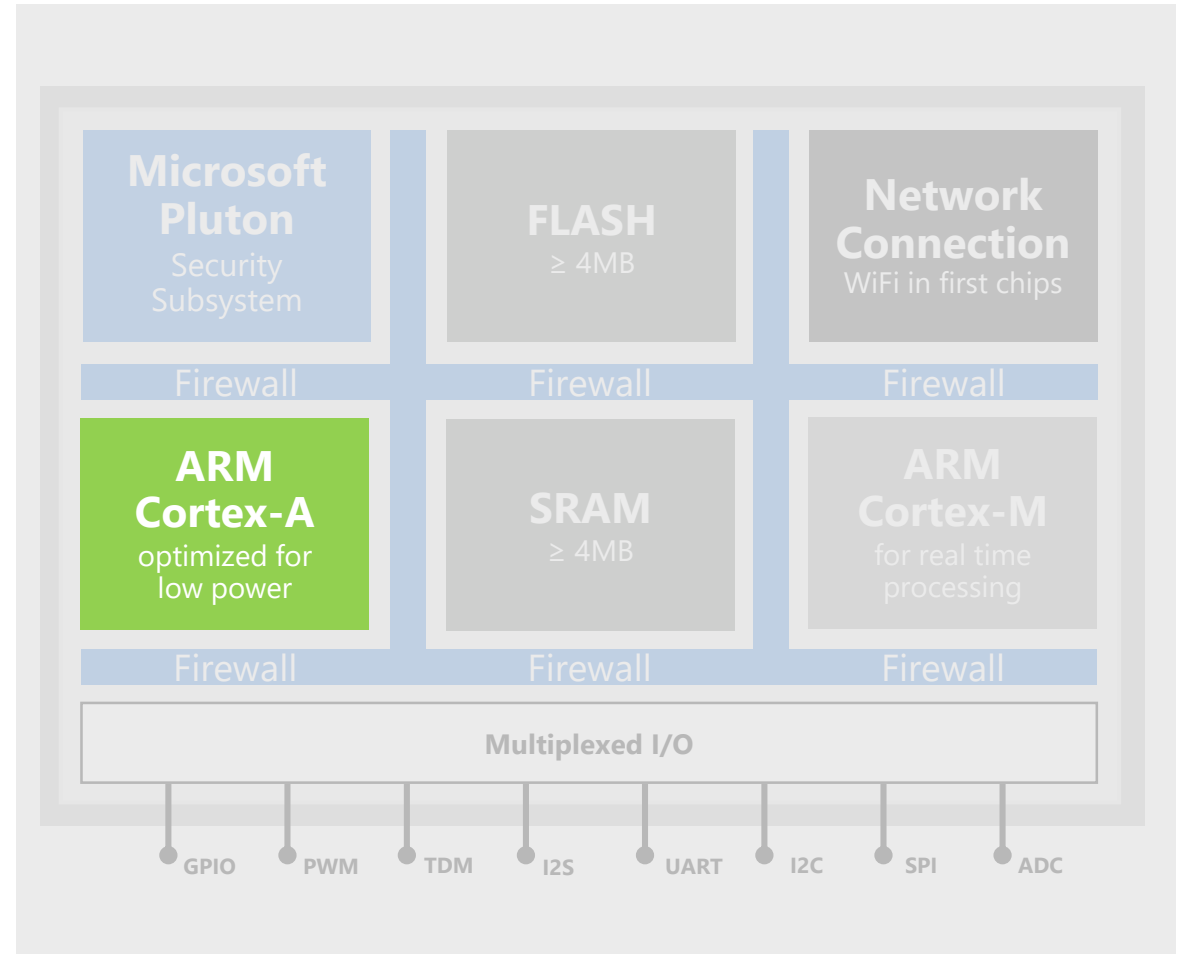 Microsoft
Pluton
Security
Subsystem
FLASH
≥ 4MB
Network
Connection
WiFi in first chips
Firewall
Firewall
Firewall
ARM
Cortex-A
optimized for
low power
SRAM
≥ 4MB
ARM
Cortex-M
for real time
processing
Firewall
Firewall
Firewall
Multiplexed I/O
GPIO
PWM
TDM
I2S
UART
I2C
SPI
ADC